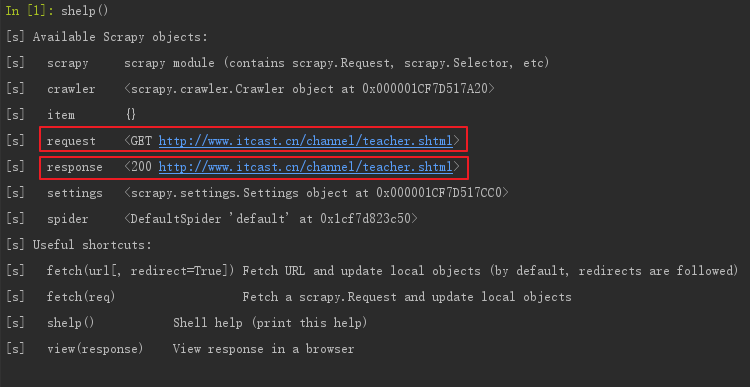 In [1]: shelp()
[s] Available Scrapy objects:
[s]   scrapy     scrapy module (contains scrapy.Request, scrapy.Selector, etc)
[s]   crawler    <scrapy.crawler.Crawler object at 0x000001CF7D517A20>
[s]   item       {}
[s]   request    <GET http://www.itcast.cn/channel/teacher.shtml>
[s]   response   <200 http://www.itcast.cn/channel/teacher.shtml>
[s]   settings   <scrapy.settings.Settings object at 0x000001CF7D517CC0>
[s]   spider     <DefaultSpider 'default' at 0x1cf7d823c50>
[s] Useful shortcuts:
[s]   fetch(url[, redirect=True]) Fetch URL and update local objects (by default, redirects are followed)
[s]   fetch(req)                  Fetch a scrapy.Request and update local objects
[s]   shelp()           Shell help (print this help)
[s]   view(response)    View response in a browser